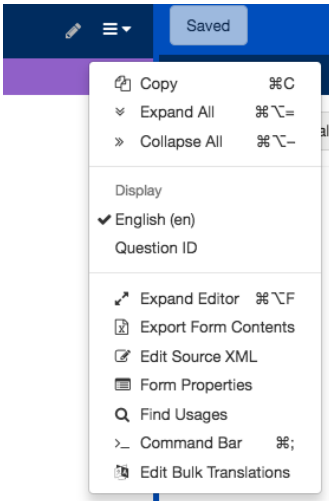 Saved
Copy ⌘C
Expand All ⌘⌥=
Collapse All ⌘⌥–
al
Display
English (en)
Question ID
Expand Editor ⌘⌥F
Export Form Contents
Edit Source XML
Form Properties
Find Usages
Command Bar ⌘;
Edit Bulk Translations